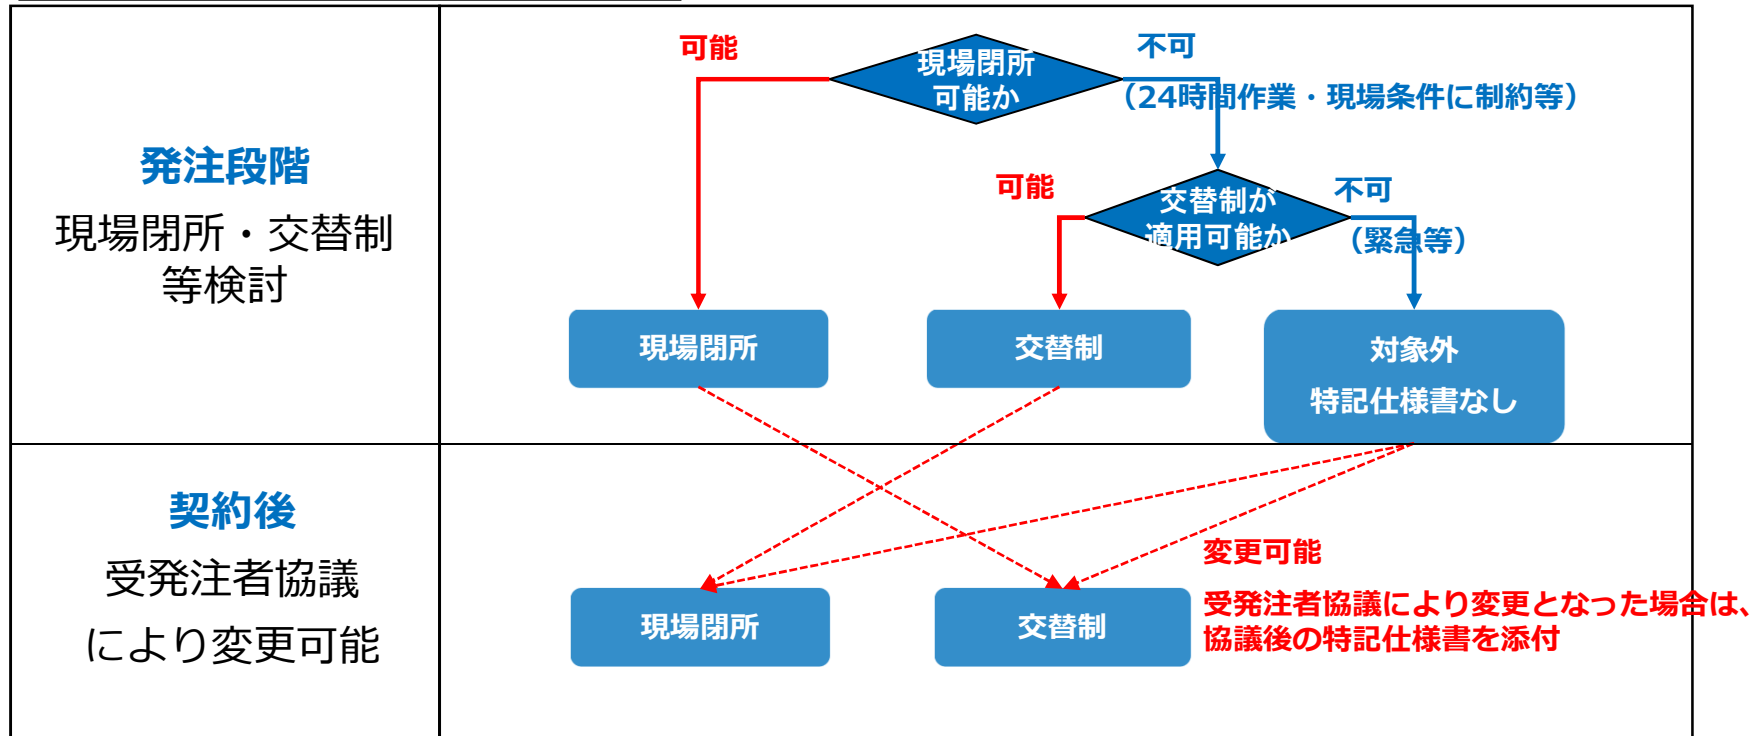 発注段階
現場閉所・交替制
等検討
可能
現場閉所
可能か
不可
（24時間作業・現場条件に制約等）
可能
交替制が
適用可能か
不可
（緊急等）
現場閉所
交替制
対象外
特記仕様書なし
契約後
受発注者協議
により変更可能
変更可能
受発注者協議により変更となった場合は、
協議後の特記仕様書を添付
現場閉所
交替制